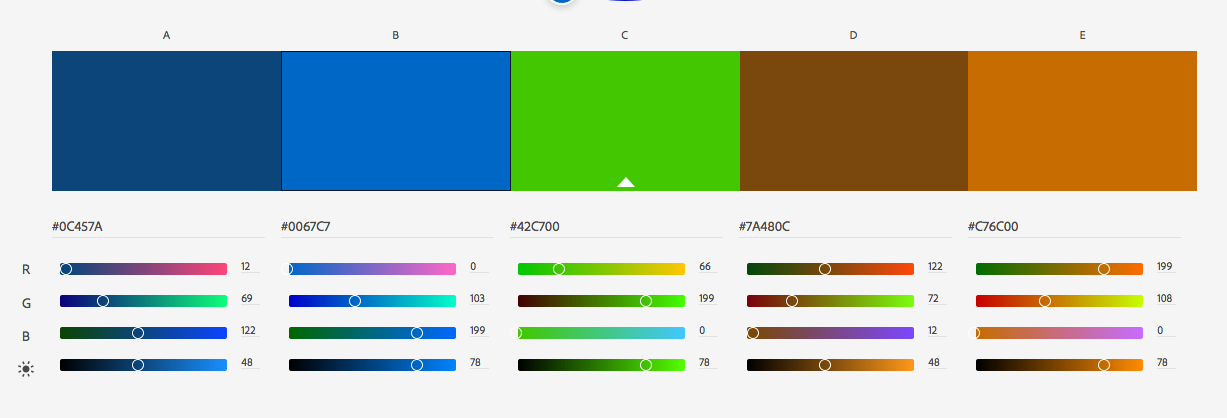 A B C D E
#0C457A #0067C7 #42C700 #7A480C #C76C00
R 12 0 66 122 199
G 69 103 199 72 108
B 122 199 0 12 0
48 78 78 48 78